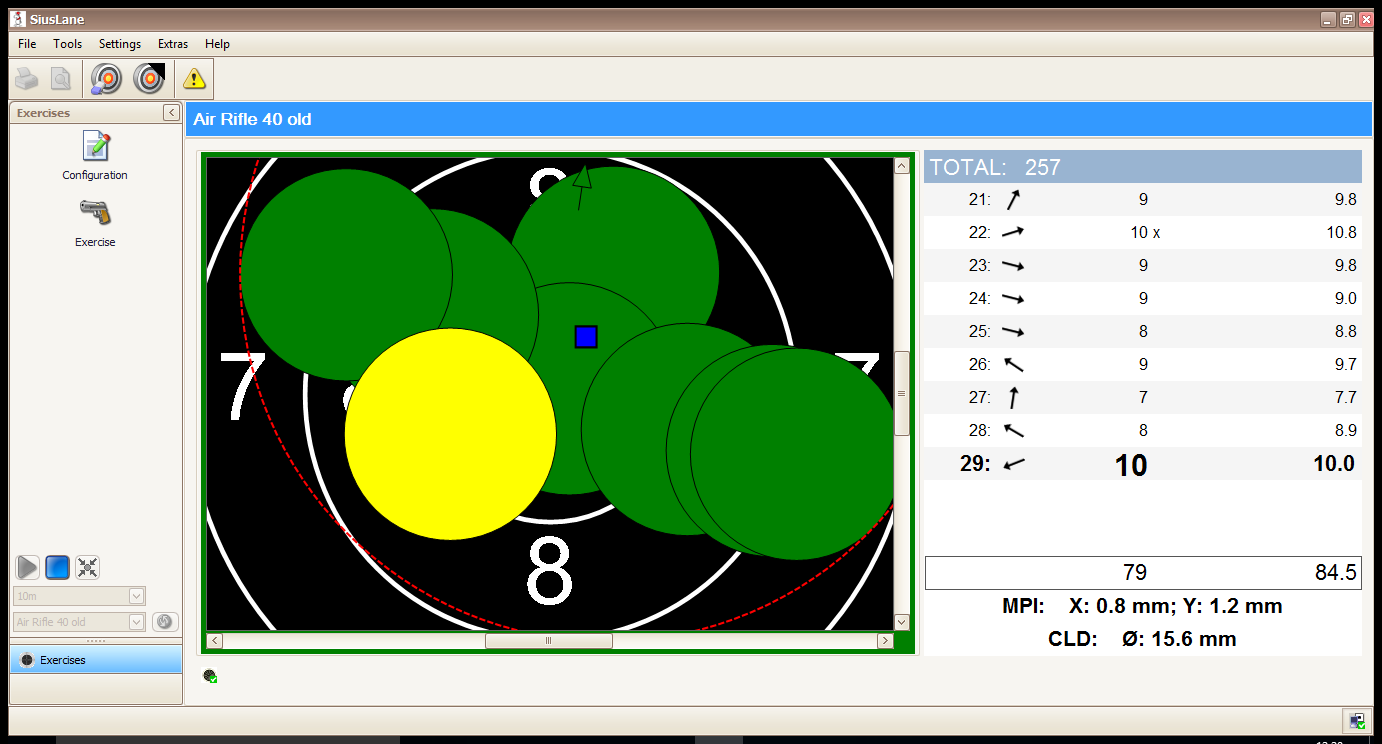 SiusLane
File Tools Settings Extras Help
Exercises
Air Rifle 40 old
Configuration
Exercise
7
8
TOTAL: 257
21: 9 9.8
22: 10 x 10.8
23: 9 9.8
24: 9 9.0
25: 8 8.8
26: 9 9.7
27: 7 7.7
28: 8 8.9
29: 10 10.0
79 84.5
MPI: X: 0.8 mm; Y: 1.2 mm
CLD: Ø: 15.6 mm
10m
Air Rifle 40 old
Exercises